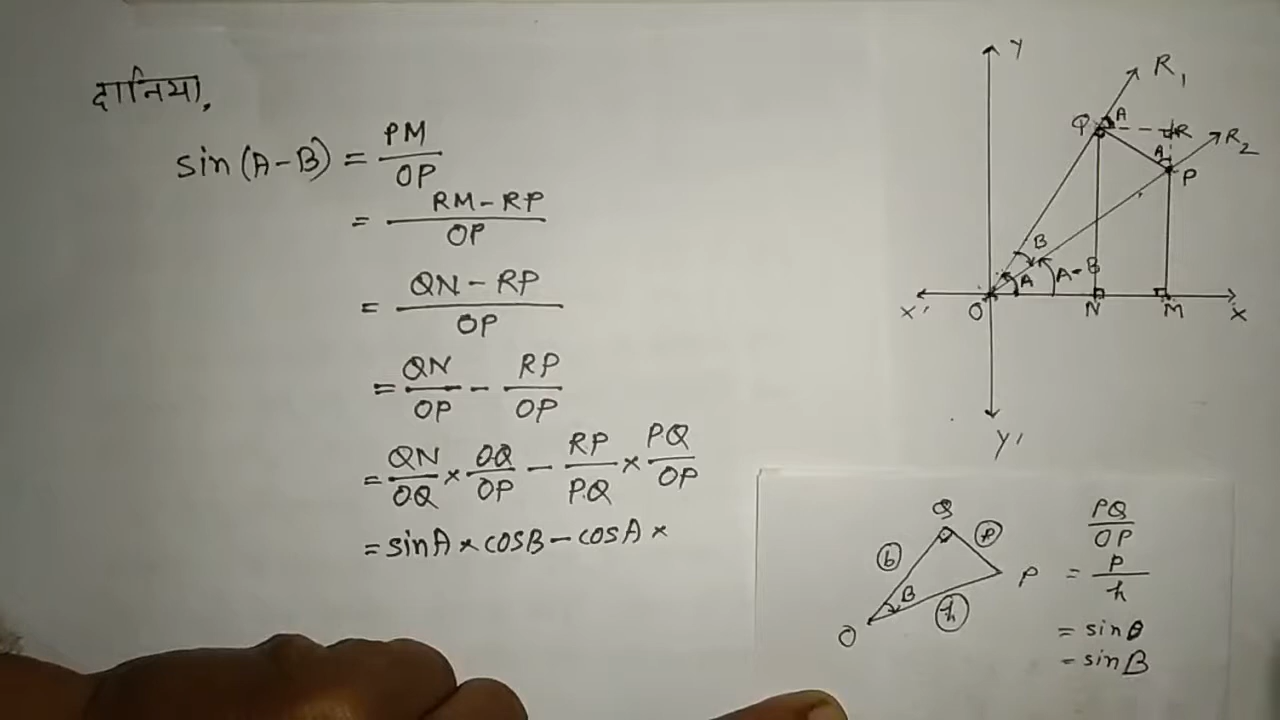 दानिया,
sin(A-B) = PM/OP
= RM-RP/OP
= QN-RP/OP
= QN/OP - RP/OP
= QN/OQ × OQ/OP - RP/PQ × PQ/OP
= sinA × cosB - cosA ×
Y
R₁
Q A R R₂
A P
B
A A-B
X' O N M X
Y'
Q p PQ/OP
b P = p/h
B h
O = sinθ
= sinB